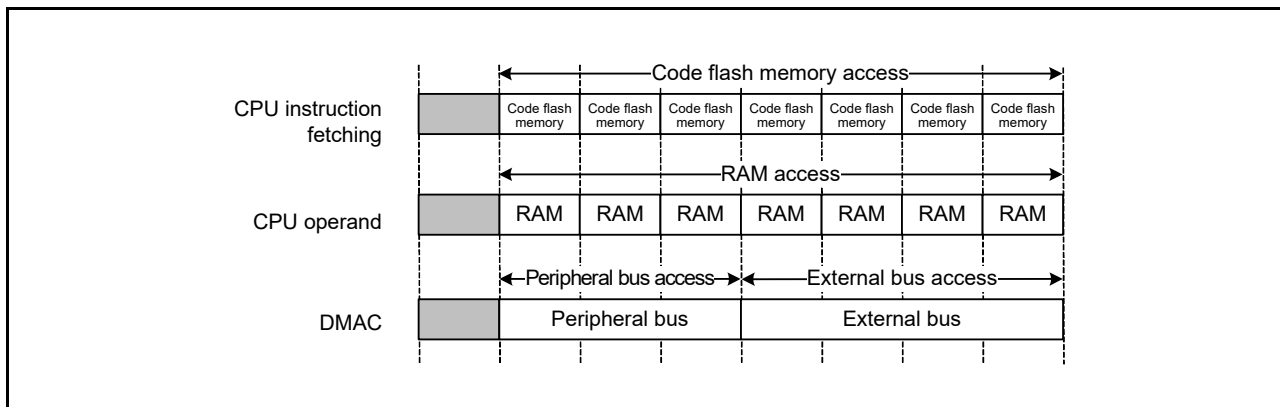 Code flash memory access
CPU instruction
fetching
Code flash Code flash Code flash Code flash Code flash Code flash Code flash
memory memory memory memory memory memory memory
RAM access
CPU operand
RAM RAM RAM RAM RAM RAM RAM
Peripheral bus access External bus access
DMAC
Peripheral bus External bus